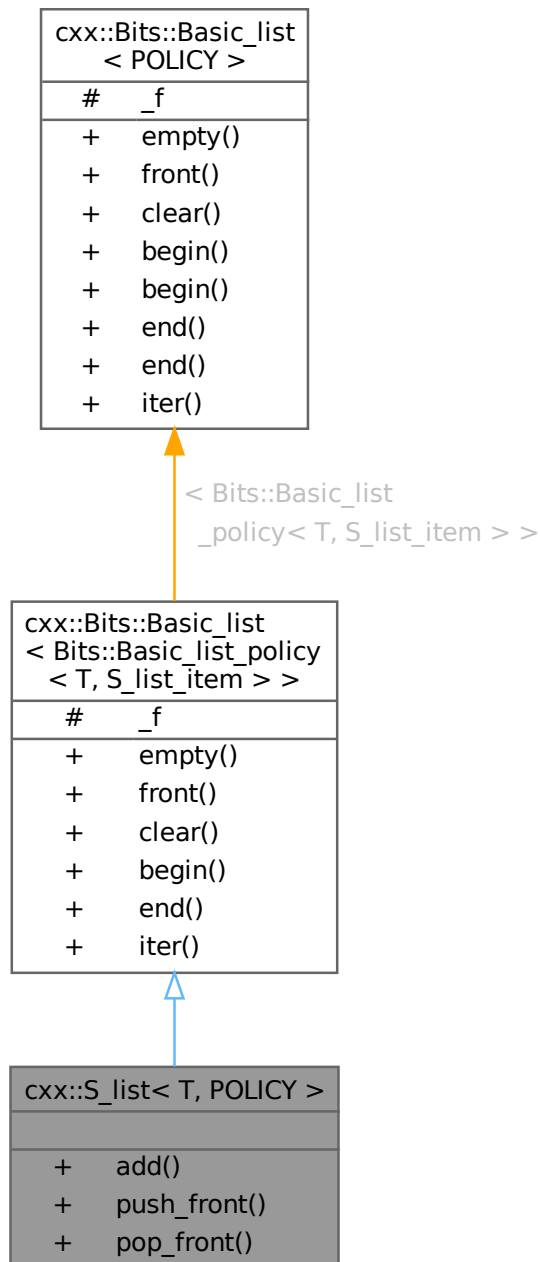 cxx::Bits::Basic_list
< POLICY >
# _f
+ empty()
+ front()
+ clear()
+ begin()
+ begin()
+ end()
+ end()
+ iter()
< Bits::Basic_list
_policy< T, S_list_item > >
cxx::Bits::Basic_list
< Bits::Basic_list_policy
< T, S_list_item > >
# _f
+ empty()
+ front()
+ clear()
+ begin()
+ end()
+ iter()
cxx::S_list< T, POLICY >
+ add()
+ push_front()
+ pop_front()